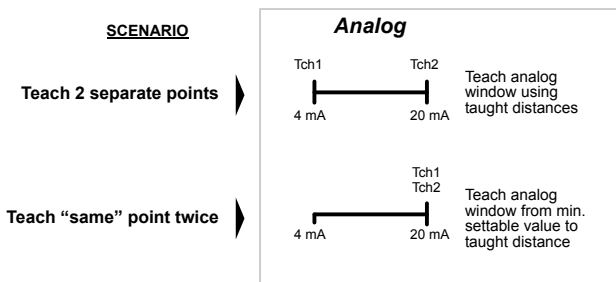 SCENARIO
Analog
Teach 2 separate points
Tch1
Tch2
4 mA
20 mA
Teach analog
window using
taught distances
Teach “same” point twice
Tch1
Tch2
4 mA
20 mA
Teach analog
window from min.
settable value to
taught distance